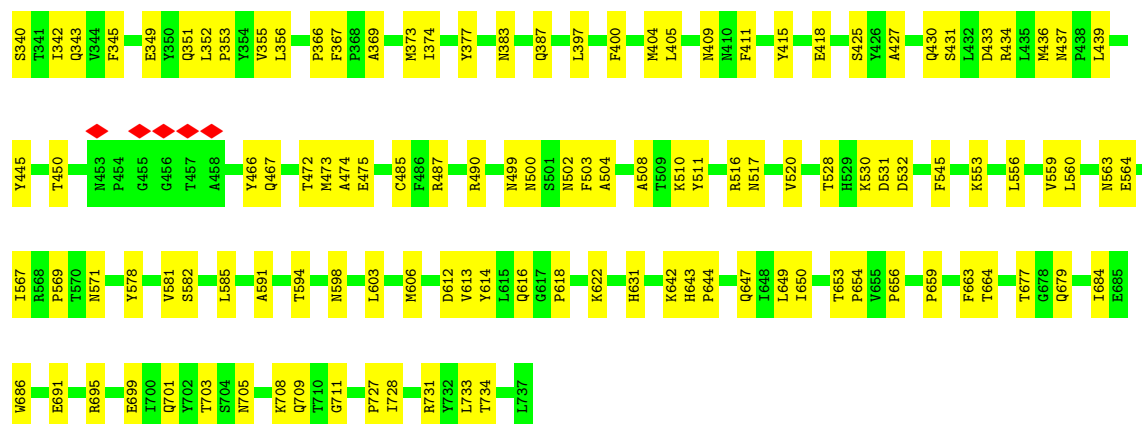 S340 T341 I342 Q343 V344 F345 E349 Y350 Q351 L352 P353 Y354 V355 L356 P366 F367 P368 A369 M373 I374 Y377 N383 Q387 L397 F400 M404 L405 N409 N410 F411 Y415 E418 S425 Y426 A427 Q430 S431 L432 D433 R434 L435 M436 N437 P438 L439
Y445 T450 N453 P454 G455 G456 T457 A458 Y466 Q467 T472 M473 A474 E475 C485 F486 R487 R490 N499 N500 S501 N502 F503 A504 A508 T509 K510 Y511 R516 N517 V520 T528 H529 K530 D531 D532 F545 K553 L556 V559 L560 N563 E564
I567 R568 P569 T570 N571 Y578 V581 S582 L585 A591 T594 N598 L603 M606 D612 V613 Y614 L615 Q616 G617 P618 K622 H631 K642 H643 P644 Q647 I648 L649 I650 T653 P654 V655 P656 P659 F663 T664 T677 G678 Q679 I684 E685
W686 E691 R695 E699 I700 Q701 Y702 T703 S704 N705 K708 Q709 T710 G711 P727 I728 R731 Y732 L733 T734 L737